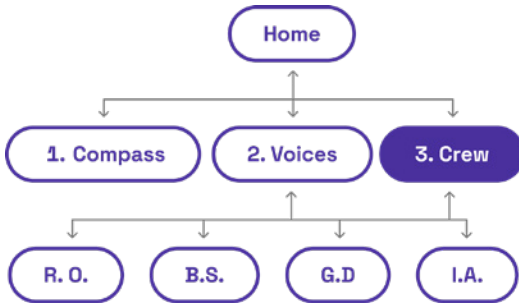 Home
1. Compass
2. Voices
3. Crew
R. O.
B.S.
G.D
I.A.